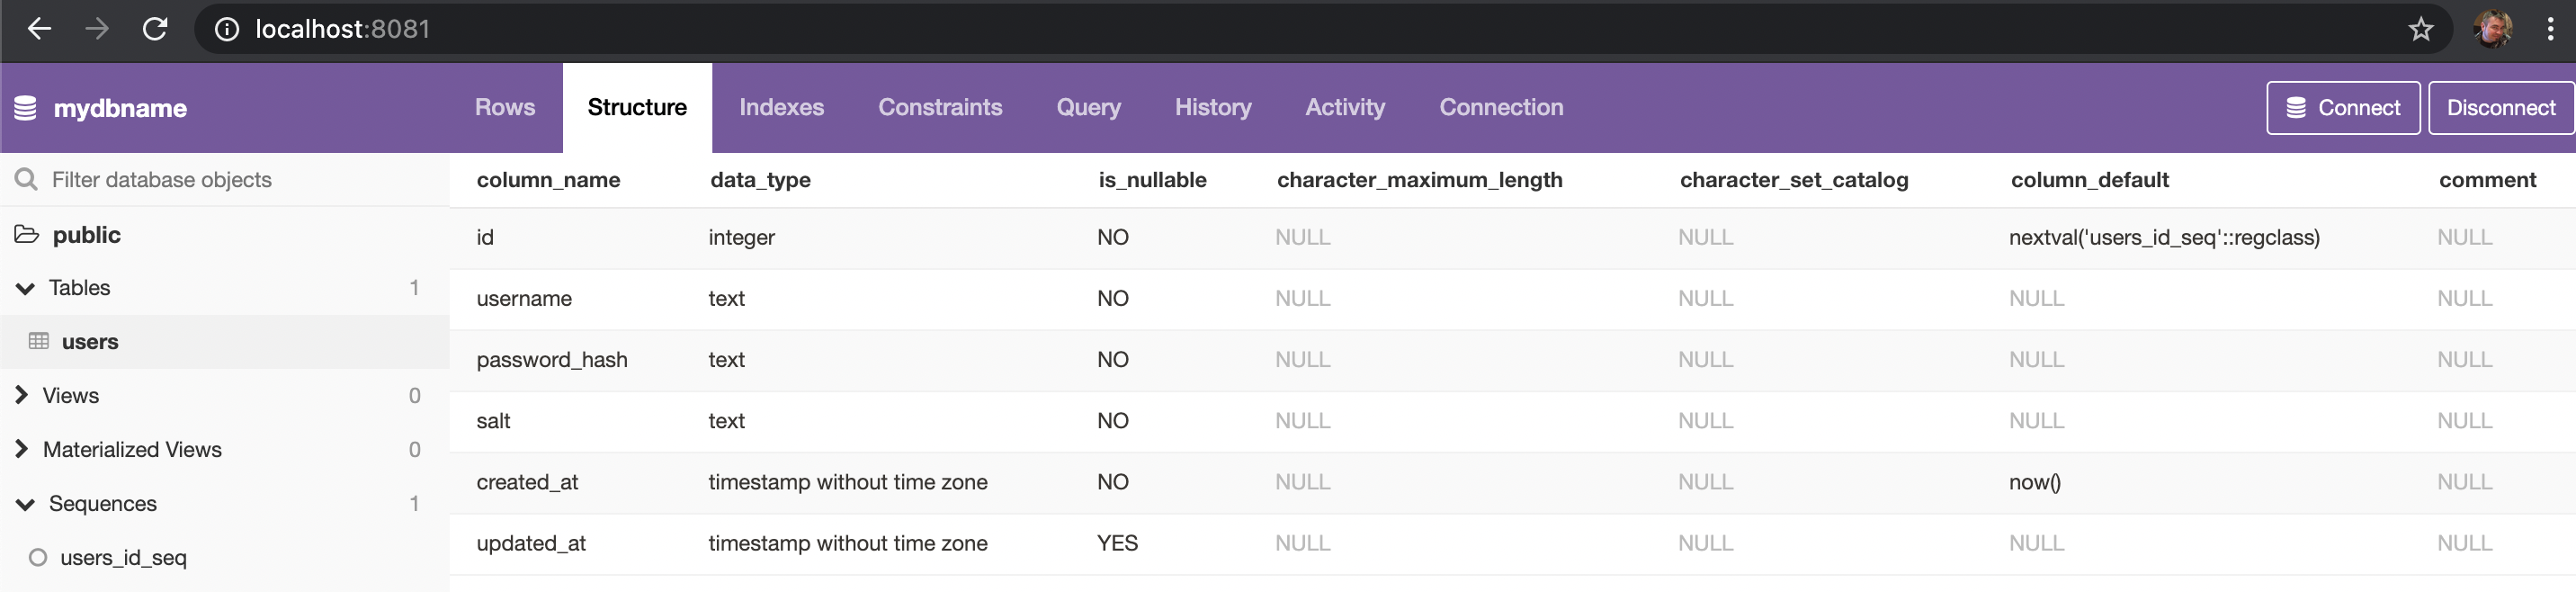 localhost:8081
mydbname Rows Structure Indexes Constraints Query History Activity Connection Connect Disconnect
Filter database objects
public
Tables 1
users
Views 0
Materialized Views 0
Sequences 1
users_id_seq
column_name data_type is_nullable character_maximum_length character_set_catalog column_default comment
id integer NO NULL NULL nextval('users_id_seq'::regclass) NULL
username text NO NULL NULL NULL NULL
password_hash text NO NULL NULL NULL NULL
salt text NO NULL NULL NULL NULL
created_at timestamp without time zone NO NULL NULL now() NULL
updated_at timestamp without time zone YES NULL NULL NULL NULL